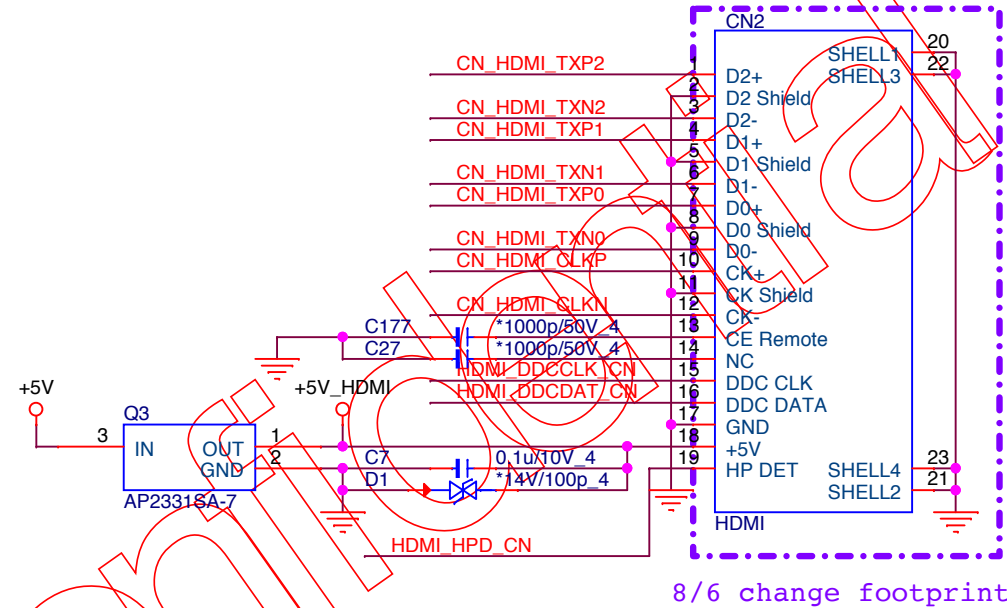 CN2
20
SHELL1
22
SHELL3
CN_HDMI_TXP2
1
D2+
2
D2 Shield
CN_HDMI_TXN2
3
D2-
CN_HDMI_TXP1
4
D1+
5
D1 Shield
CN_HDMI_TXN1
6
D1-
CN_HDMI_TXP0
7
D0+
8
D0 Shield
CN_HDMI_TXN0
9
D0-
CN_HDMI_CLKP
10
CK+
11
CK Shield
CN_HDMI_CLKN
12
CK-
C177
*1000p/50V_4
13
CE Remote
C27
*1000p/50V_4
14
NC
HDMI_DDCCLK_CN
15
DDC CLK
HDMI_DDCDAT_CN
16
DDC DATA
17
GND
+5V
+5V_HDMI
Q3
3
IN
OUT
1
18
+5V
GND
2
C7
0.1u/10V_4
19
HP DET
SHELL4
23
D1
*14V/100p_4
SHELL2
21
AP2331SA-7
HDMI
HDMI_HPD_CN
8/6 change footprint